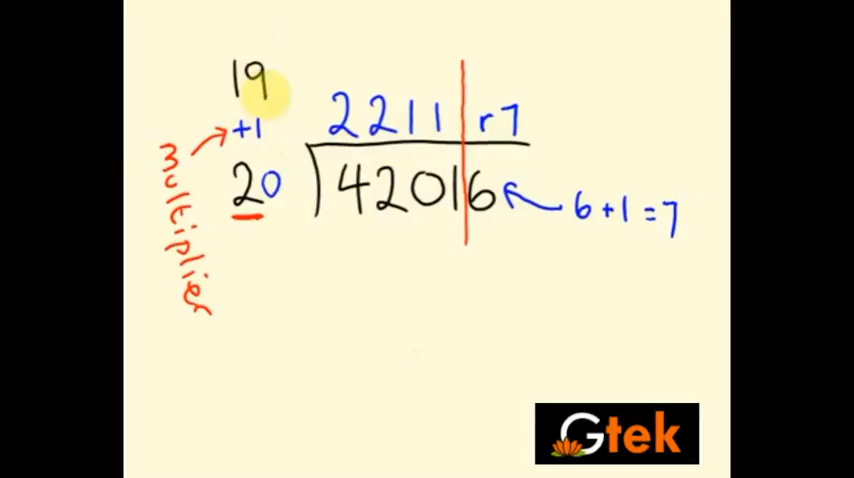 19
+1
multiplier
2211 r7
20 42016
6+1=7
Gtek